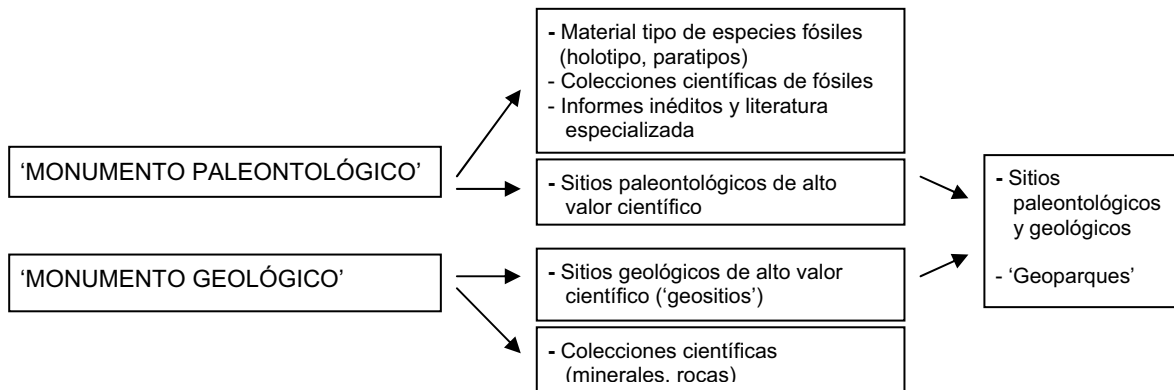 - Material tipo de especies fósiles
(holotipo, paratipos)
- Colecciones científicas de fósiles
- Informes inéditos y literatura
especializada
‘MONUMENTO PALEONTOLÓGICO’
- Sitios paleontológicos de alto
valor científico
- Sitios
paleontológicos
y geológicos
- ‘Geoparques’
‘MONUMENTO GEOLÓGICO’
- Sitios geológicos de alto valor
científico (‘geositios’)
- Colecciones científicas
(minerales, rocas)